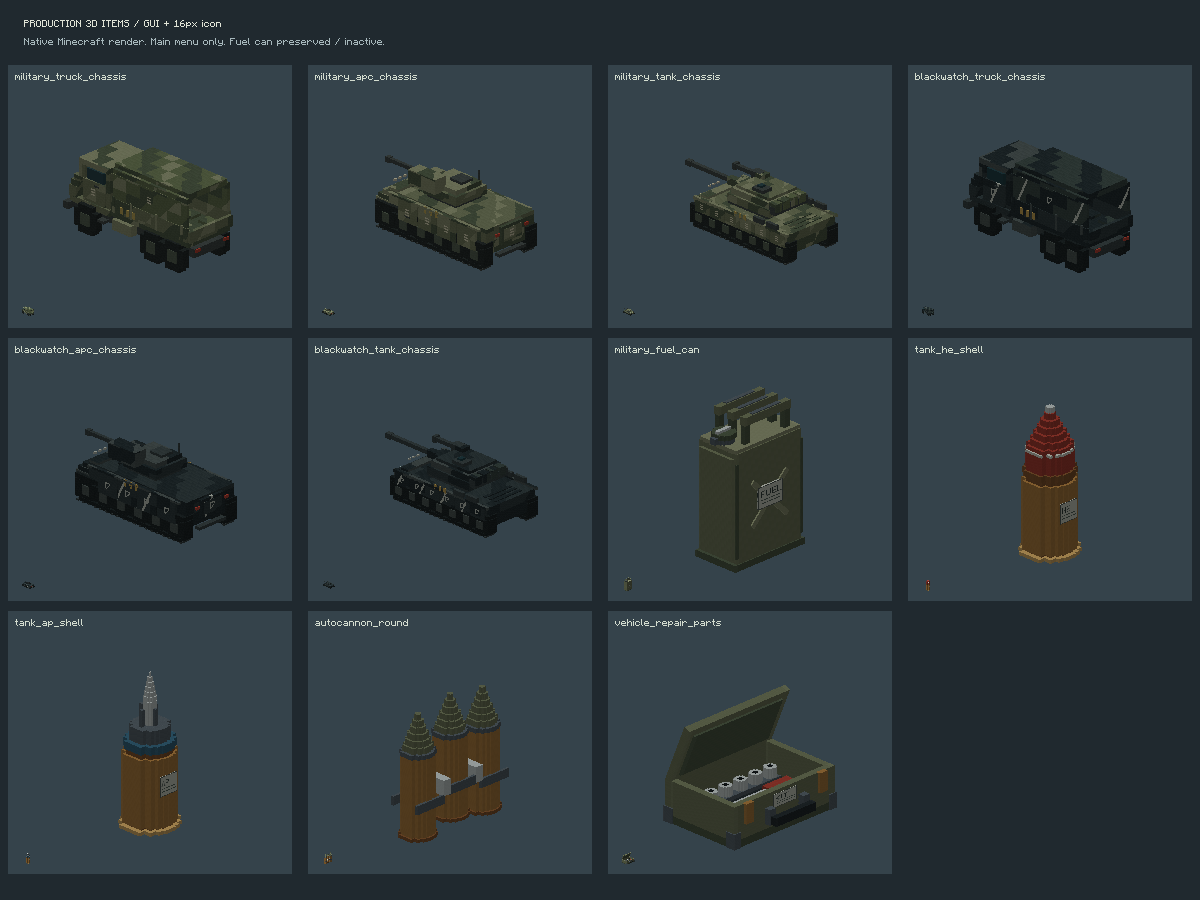 PRODUCTION 3D ITEMS / GUI + 16px icon
Native Minecraft render. Main menu only. Fuel can preserved / inactive.
military_truck_chassis
military_apc_chassis
military_tank_chassis
blackwatch_truck_chassis
blackwatch_apc_chassis
blackwatch_tank_chassis
military_fuel_can
FUEL
tank_he_shell
HE
tank_ap_shell
autocannon_round
vehicle_repair_parts